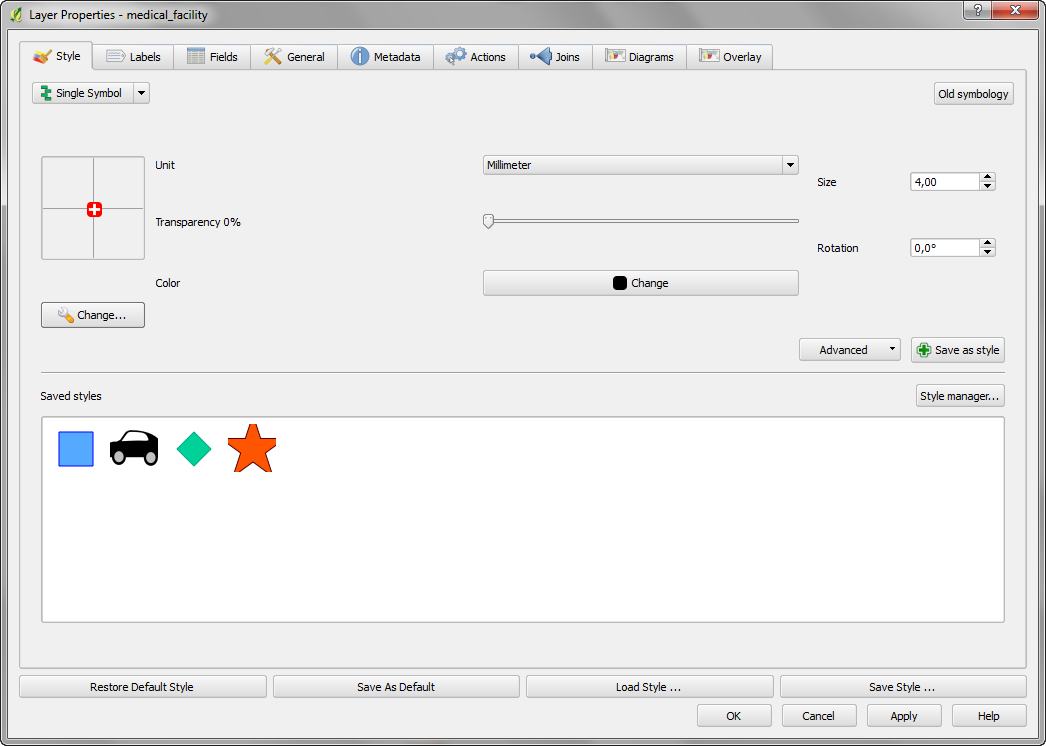 Layer Properties - medical_facility
?
Style
Labels
Fields
General
Metadata
Actions
Joins
Diagrams
Overlay
Single Symbol
Old symbology
Unit
Millimeter
Size
4,00
Transparency 0%
Rotation
0,0°
Color
Change
Change...
Advanced
Save as style
Saved styles
Style manager...
Restore Default Style
Save As Default
Load Style ...
Save Style ...
OK
Cancel
Apply
Help